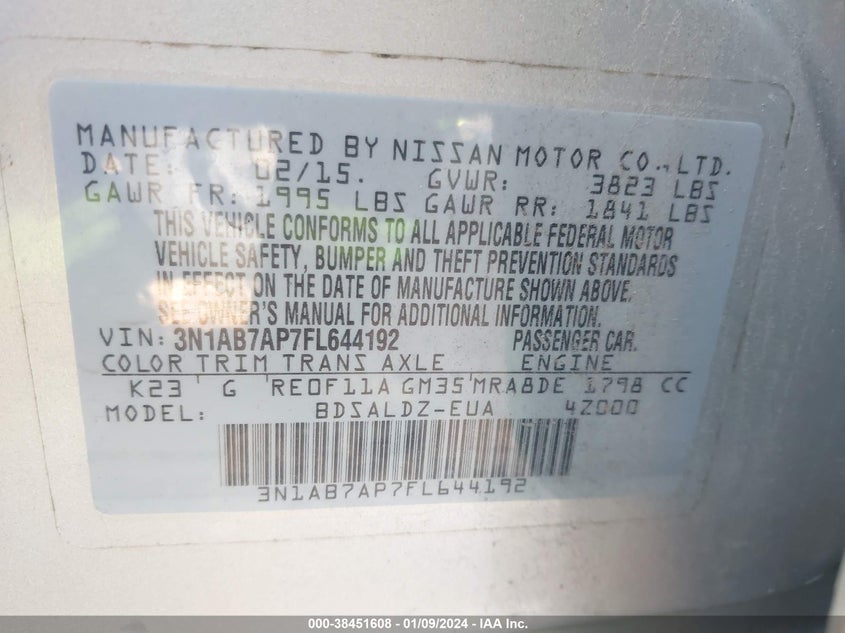 MANUFACTURED BY NISSAN MOTOR CO., LTD.
DATE: 02/15. GVWR: 3823 LBS
GAWR FR: 1995 LBS GAWR RR: 1841 LBS
THIS VEHICLE CONFORMS TO ALL APPLICABLE FEDERAL MOTOR
VEHICLE SAFETY, BUMPER AND THEFT PREVENTION STANDARDS
IN EFFECT ON THE DATE OF MANUFACTURE SHOWN ABOVE.
SEE OWNER'S MANUAL FOR ADDITIONAL INFORMATION.
VIN: 3N1AB7AP7FL644192 PASSENGER CAR.
COLOR TRIM TRANS AXLE ENGINE
K23 G RE0F11A GM35 MRA8DE 1798 CC
MODEL: BDSALDZ-EUA 4Z000
3N1AB7AP7FL644192
000-38451608 - 01/09/2024 - IAA Inc.